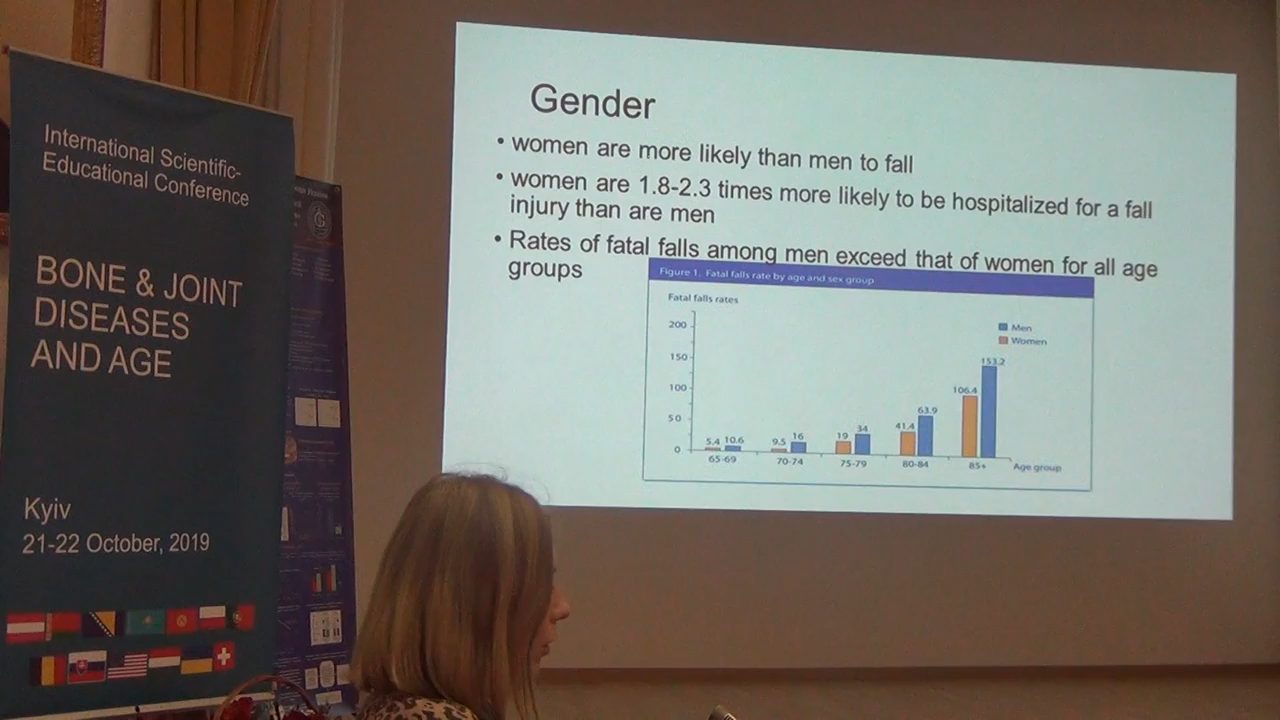 International Scientific-
Educational Conference
BONE & JOINT
DISEASES
AND AGE
Kyiv
21-22 October, 2019
Gender
• women are more likely than men to fall
• women are 1.8-2.3 times more likely to be hospitalized for a fall
injury than are men
• Rates of fatal falls among men exceed that of women for all age
groups
Figure 1. Fatal falls rate by age and sex group
Fatal falls rates
200
150
100
50
0
Men
Women
5.4 10.6
9.5 16
19 34
41.4 63.9
106.4 153.2
65-69 70-74 75-79 80-84 85+ Age group